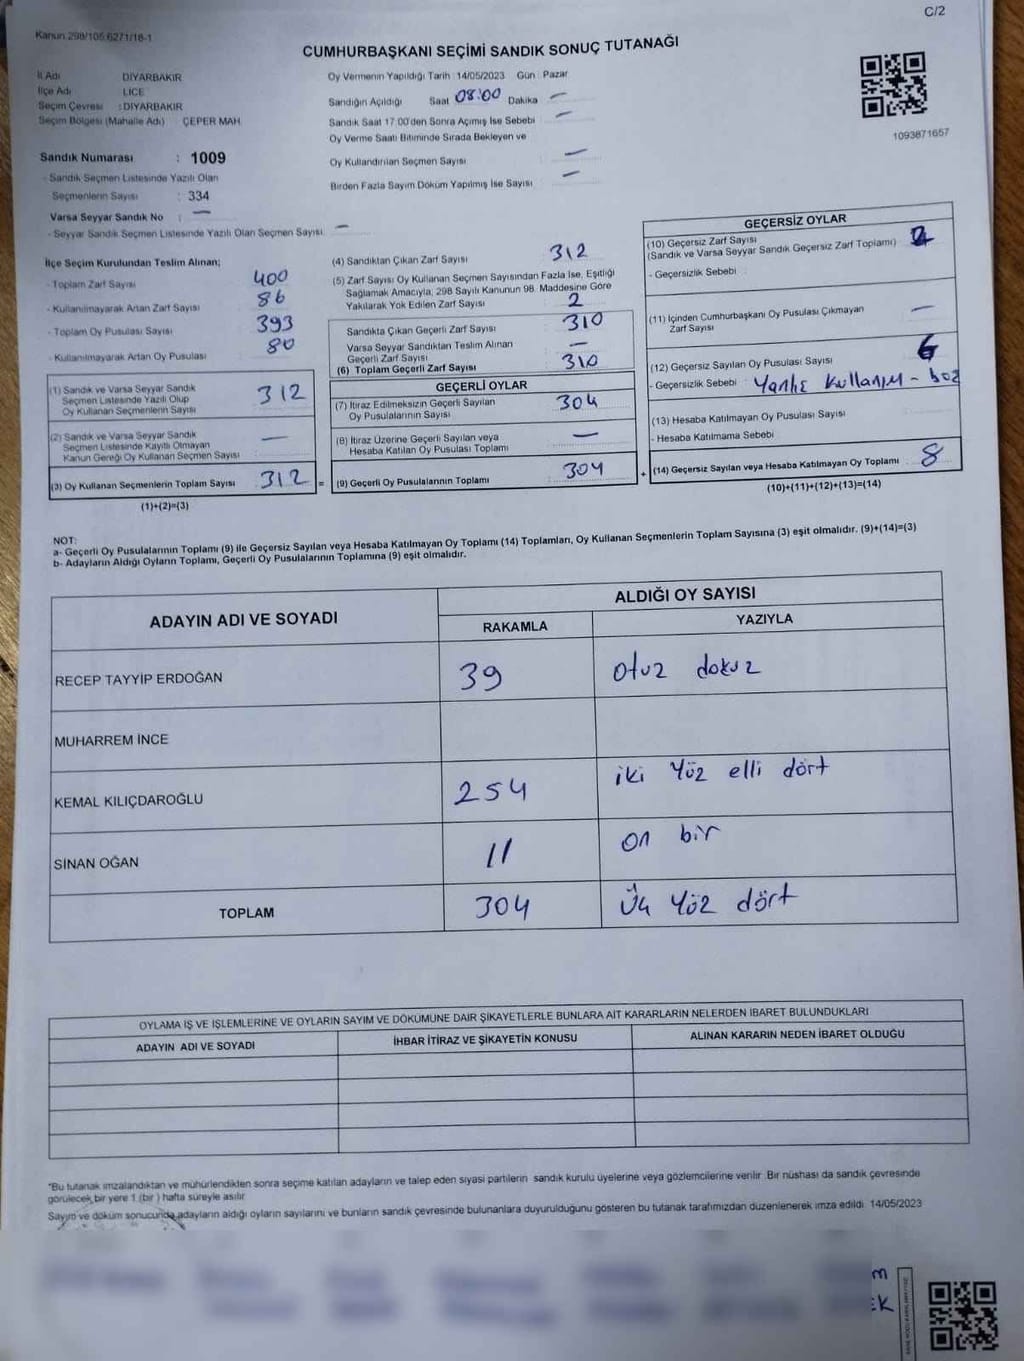 C/2
Kanun.298/105.6271/18-1
CUMHURBAŞKANI SEÇİMİ SANDIK SONUÇ TUTANAĞI
İl Adı DİYARBAKIR
İlçe Adı LİCE
Seçim Çevresi : DİYARBAKIR
Seçim Bölgesi (Mahalle Adı) ÇEPER MAH.
Sandık Numarası : 1009
- Sandık Seçmen Listesinde Yazılı Olan
Seçmenlerin Sayısı : 334
Varsa Seyyar Sandık No : —
- Seyyar Sandık Seçmen Listesinde Yazılı Olan Seçmen Sayısı: —
Oy Vermenin Yapıldığı Tarih : 14/05/2023 Gün : Pazar
Sandığın Açıldığı Saat 08:00 Dakika —
Sandık Saat 17:00'den Sonra Açımış İse Sebebi —
Oy Verme Saati Bitiminde Sırada Bekleyen ve
Oy Kullandırılan Seçmen Sayısı —
Birden Fazla Sayım Döküm Yapılmış İse Sayısı —
1093871657
İlçe Seçim Kurulundan Teslim Alınan;
- Toplam Zarf Sayısı 400
- Kullanılmayarak Artan Zarf Sayısı 86
- Toplam Oy Pusulası Sayısı 393
- Kullanılmayarak Artan Oy Pusulası 80
(1) Sandık ve Varsa Seyyar Sandık
Seçmen Listesinde Yazılı Olup
Oy Kullanan Seçmenlerin Sayısı 312
(2) Sandık ve Varsa Seyyar Sandık
Seçmen Listesinde Kayıtlı Olmayan
Kanun Gereği Oy Kullanan Seçmen Sayısı —
(3) Oy Kullanan Seçmenlerin Toplam Sayısı 312 =
(1)+(2)=(3)
(4) Sandıktan Çıkan Zarf Sayısı 312
(5) Zarf Sayısı Oy Kullanan Seçmen Sayısından Fazla İse, Eşitliği
Sağlamak Amacıyla, 298 Sayılı Kanunun 98. Maddesine Göre
Yakılarak Yok Edilen Zarf Sayısı 2
Sandıkta Çıkan Geçerli Zarf Sayısı 310
Varsa Seyyar Sandıktan Teslim Alınan
Geçerli Zarf Sayısı —
(6) Toplam Geçerli Zarf Sayısı 310
GEÇERLİ OYLAR
(7) İtiraz Edilmeksizin Geçerli Sayılan
Oy Pusulalarının Sayısı 304
(8) İtiraz Üzerine Geçerli Sayılan veya
Hesaba Katılan Oy Pusulası Toplamı —
(9) Geçerli Oy Pusulalarının Toplamı 304 +
GEÇERSİZ OYLAR
(10) Geçersiz Zarf Sayısı 2
(Sandık ve Varsa Seyyar Sandık Geçersiz Zarf Toplamı)
- Geçersizlik Sebebi :
(11) İçinden Cumhurbaşkanı Oy Pusulası Çıkmayan
Zarf Sayısı —
(12) Geçersiz Sayılan Oy Pusulası Sayısı 6
- Geçersizlik Sebebi : Yanlış kullanım - boz
(13) Hesaba Katılmayan Oy Pusulası Sayısı
- Hesaba Katılmama Sebebi :
(14) Geçersiz Sayılan veya Hesaba Katılmayan Oy Toplamı 8
(10)+(11)+(12)+(13)=(14)
NOT:
a- Geçerli Oy Pusulalarının Toplamı (9) ile Geçersiz Sayılan veya Hesaba Katılmayan Oy Toplamı (14) Toplamları, Oy Kullanan Seçmenlerin Toplam Sayısına (3) eşit olmalıdır. (9)+(14)=(3)
b- Adayların Aldığı Oyların Toplamı, Geçerli Oy Pusulalarının Toplamına (9) eşit olmalıdır.
ADAYIN ADI VE SOYADI
ALDIĞI OY SAYISI
RAKAMLA YAZIYLA
RECEP TAYYİP ERDOĞAN 39 otuz dokuz
MUHARREM İNCE
KEMAL KILIÇDAROĞLU 254 iki yüz elli dört
SİNAN OĞAN 11 on bir
TOPLAM 304 Üç yüz dört
OYLAMA İŞ VE İŞLEMLERİNE VE OYLARIN SAYIM VE DÖKÜMÜNE DAİR ŞİKAYETLERLE BUNLARA AİT KARARLARIN NELERDEN İBARET BULUNDUKLARI
ADAYIN ADI VE SOYADI İHBAR İTİRAZ VE ŞİKAYETİN KONUSU ALINAN KARARIN NEDEN İBARET OLDUĞU
*Bu tutanak imzalandıktan ve mühürlendikten sonra seçime katılan adayların ve talep eden siyasi partilerin sandık kurulu üyelerine veya gözlemcilerine verilir. Bir nüshası da sandık çevresinde
görülecek bir yere 1 (bir ) hafta süreyle asılır.
Sayım ve döküm sonucunda adayların aldığı oyların sayılarını ve bunların sandık çevresinde bulunanlara duyurulduğunu gösteren bu tutanak tarafımızdan düzenlenerek imza edildi. 14/05/2023